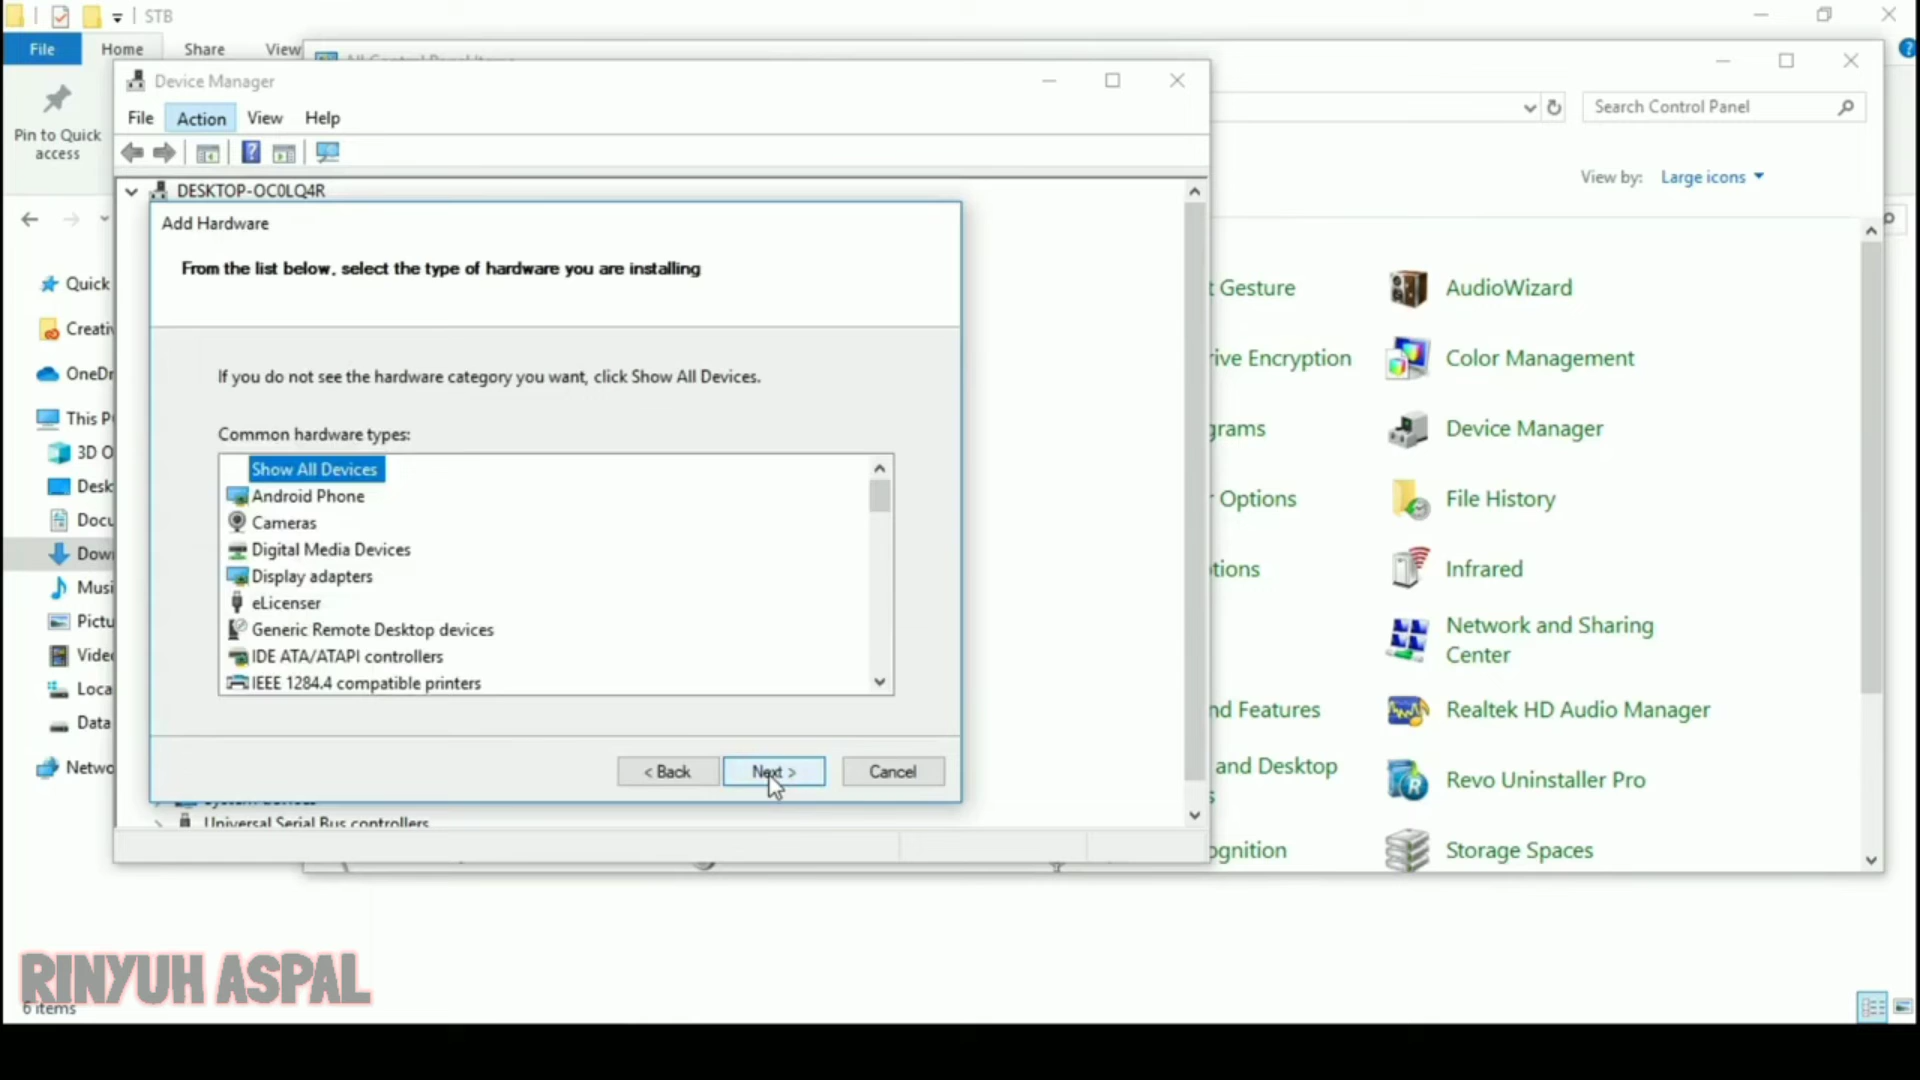 STB
File
Home
Share
View
Pin to Quick
access
Quick
This P
3D O
Desk
Docu
Dow
Musi
Pictu
Vide
Loca
Data
Netwo
6 items
Search Control Panel
View by:
Large icons
t Gesture
AudioWizard
rive Encryption
Color Management
grams
Device Manager
r Options
File History
tions
Infrared
Network and Sharing
Center
nd Features
Realtek HD Audio Manager
and Desktop
s
Revo Uninstaller Pro
ognition
Storage Spaces
Device Manager
File
Action
View
Help
DESKTOP-OC0LQ4R
Universal Serial Bus controllers
Add Hardware
From the list below, select the type of hardware you are installing
If you do not see the hardware category you want, click Show All Devices.
Common hardware types:
Show All Devices
Android Phone
Cameras
Digital Media Devices
Display adapters
eLicenser
Generic Remote Desktop devices
IDE ATA/ATAPI controllers
IEEE 1284.4 compatible printers
< Back
Next >
Cancel
RINYUH ASPAL